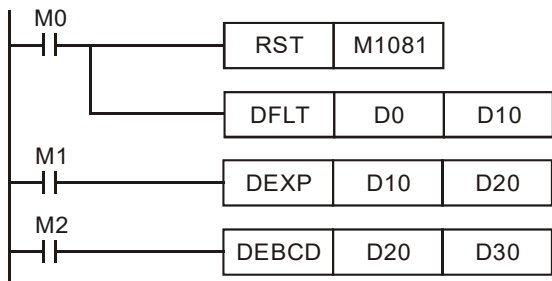 M0
RST M1081
DFLT D0 D10
M1
DEXP D10 D20
M2
DEBCD D20 D30